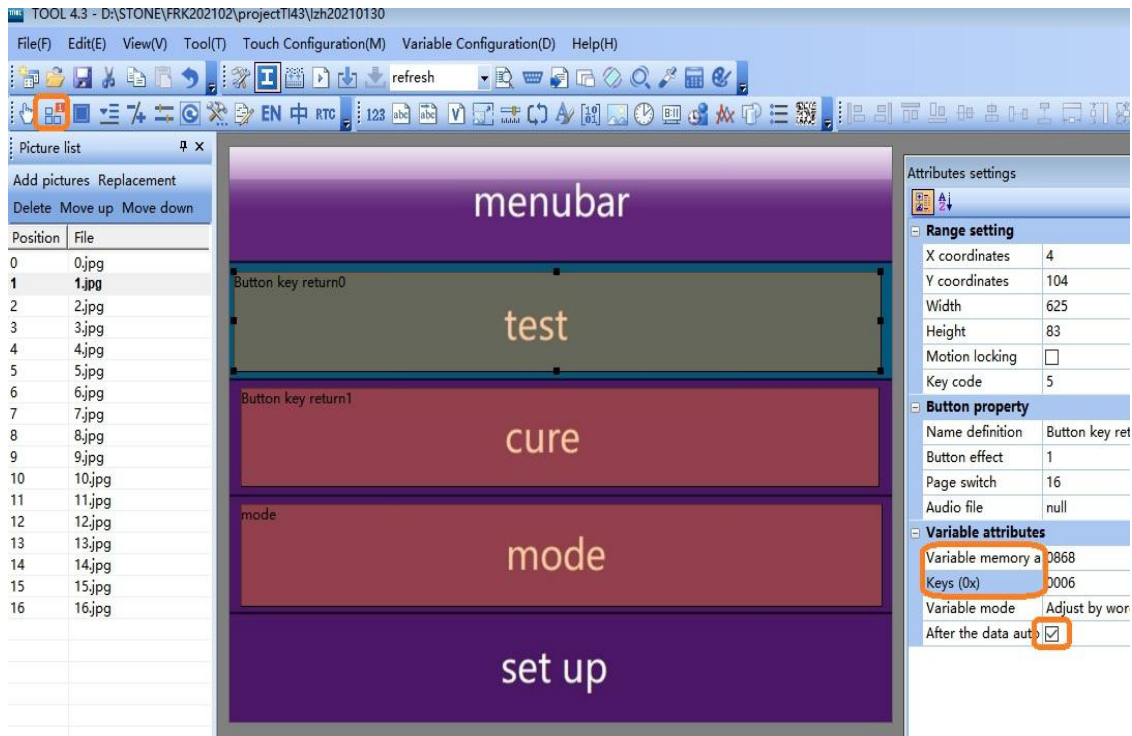 TOOL 4.3 - D:\STONE\FRK202102\projectTI43\lzh20210130
File(F) Edit(E) View(V) Tool(T) Touch Configuration(M) Variable Configuration(D) Help(H)
refresh
EN 中 RTC 123 abc abc V
Picture list
Add pictures Replacement
Delete Move up Move down
Position File
0 0.jpg
1 1.jpg
2 2.jpg
3 3.jpg
4 4.jpg
5 5.jpg
6 6.jpg
7 7.jpg
8 8.jpg
9 9.jpg
10 10.jpg
11 11.jpg
12 12.jpg
13 13.jpg
14 14.jpg
15 15.jpg
16 16.jpg
menubar
Button key return0
test
Button key return1
cure
mode
mode
set up
Attributes settings
Range setting
X coordinates 4
Y coordinates 104
Width 625
Height 83
Motion locking
Key code 5
Button property
Name definition Button key ret
Button effect 1
Page switch 16
Audio file null
Variable attributes
Variable memory a 0868
Keys (0x) 0006
Variable mode Adjust by wor
After the data auto